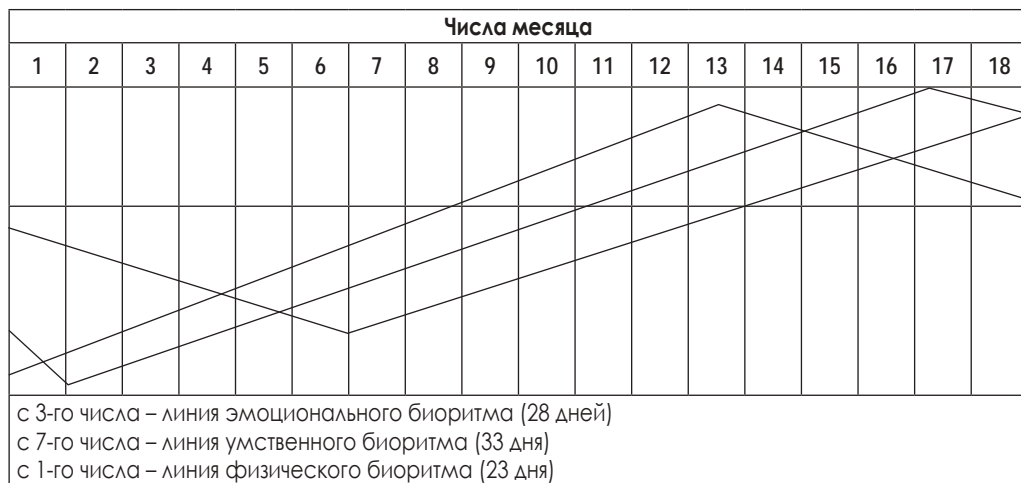 Числа месяца
1 2 3 4 5 6 7 8 9 10 11 12 13 14 15 16 17 18
с 3-го числа – линия эмоционального биоритма (28 дней)
с 7-го числа – линия умственного биоритма (33 дня)
с 1-го числа – линия физического биоритма (23 дня)